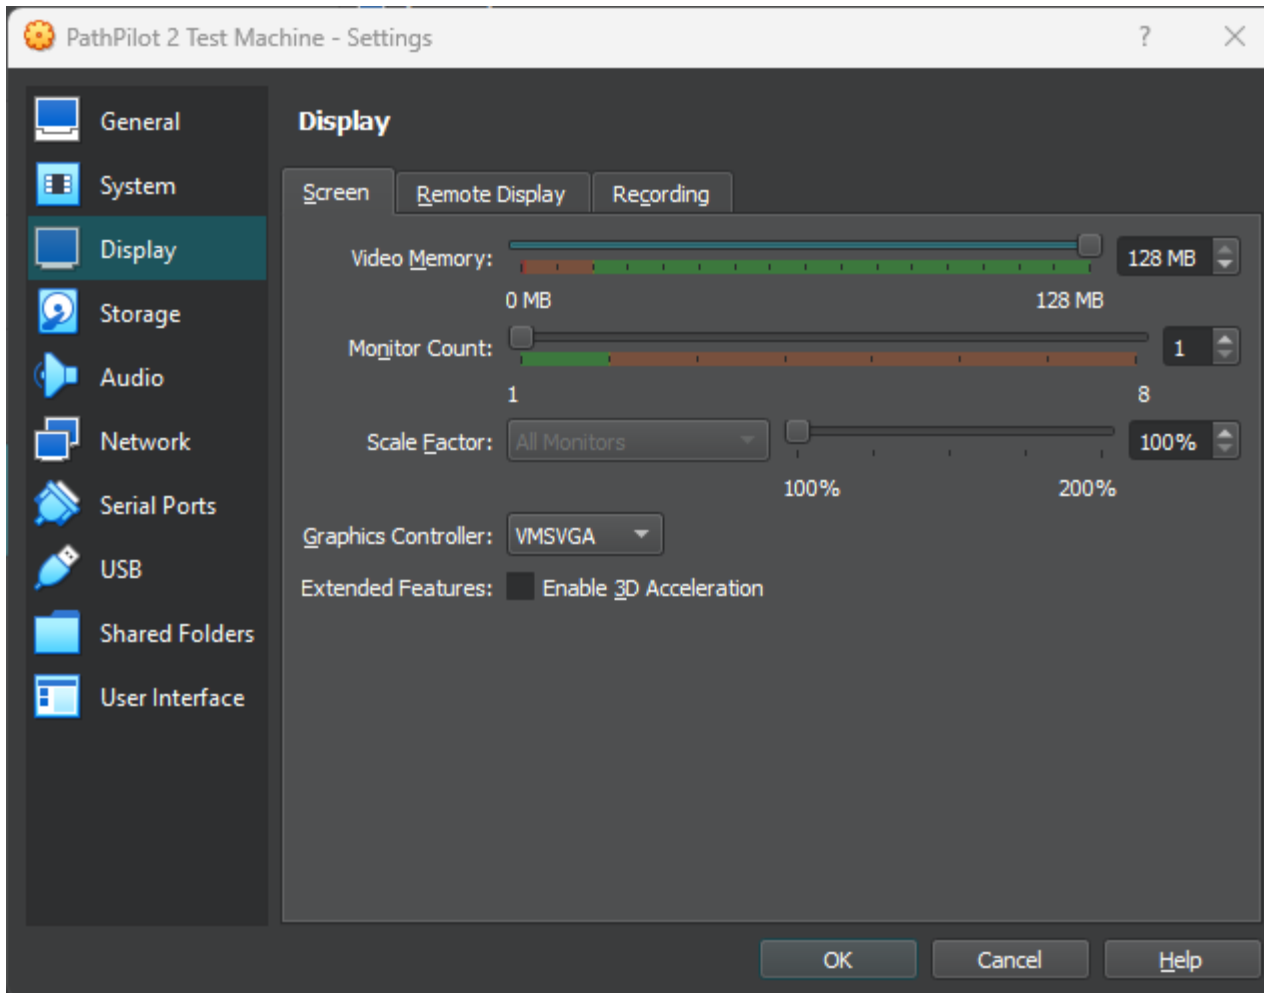 PathPilot 2 Test Machine - Settings ?
General
System
Display
Storage
Audio
Network
Serial Ports
USB
Shared Folders
User Interface
Display
Screen Remote Display Recording
Video Memory: 128 MB
0 MB 128 MB
Monitor Count: 1
1 8
Scale Factor: All Monitors 100%
100% 200%
Graphics Controller: VMSVGA
Extended Features: Enable 3D Acceleration
OK Cancel Help